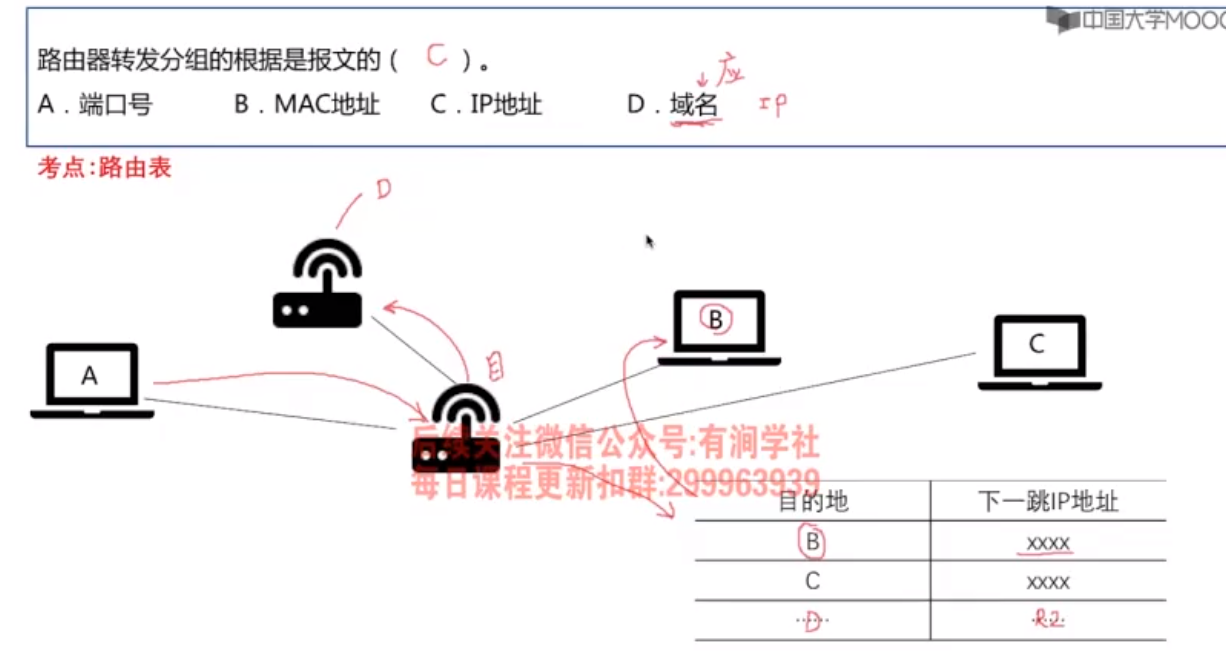 中国大学MOOC
路由器转发分组的根据是报文的（ C ）。
应
A．端口号 B．MAC地址 C．IP地址 D．域名 IP
考点:路由表
D
B
目
A
C
后续关注微信公众号:有涧学社
每日课程更新扣群:299963939
目的地 下一跳IP地址
B xxxx
C xxxx
……D ……R2